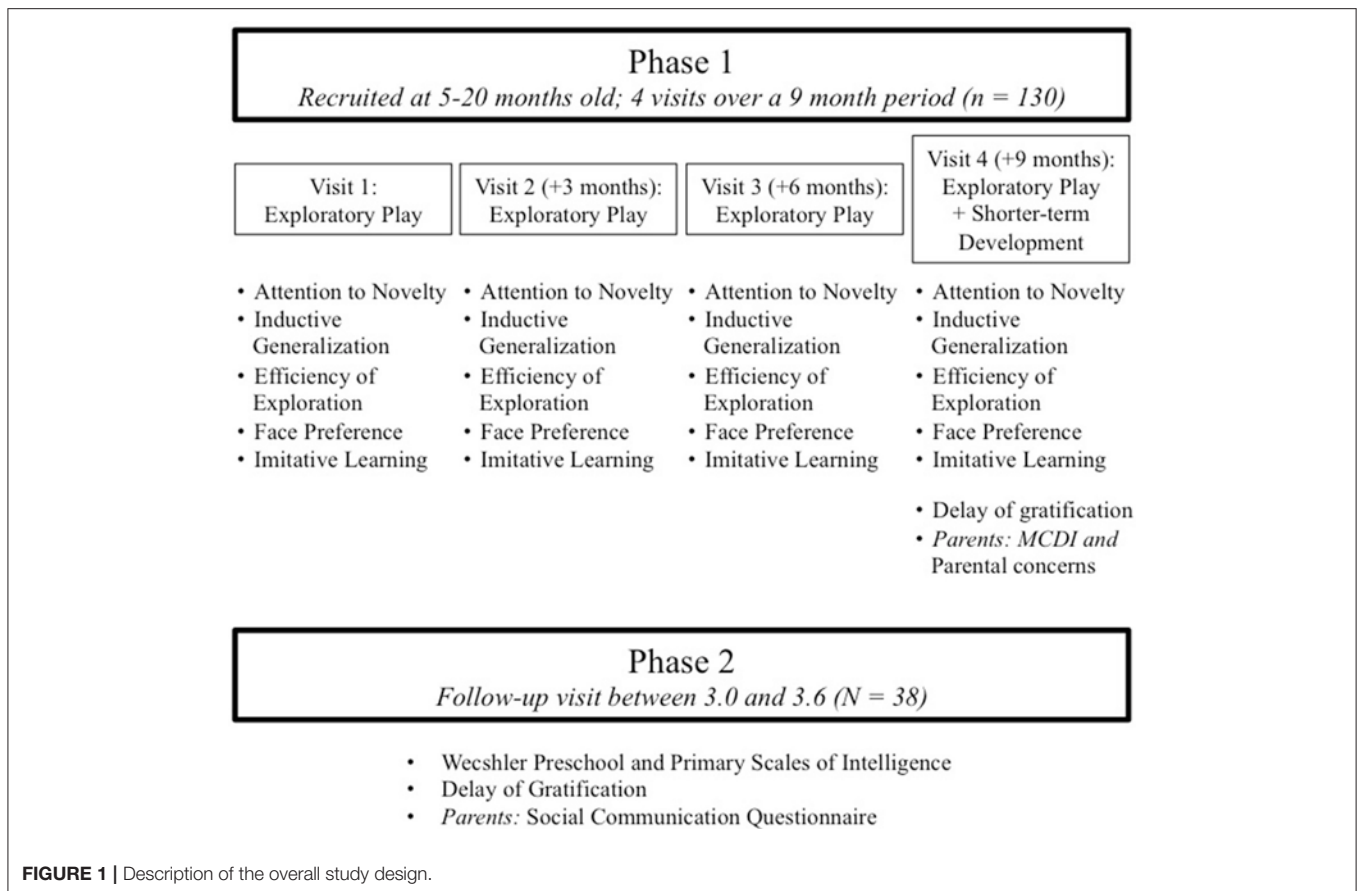 Phase 1
Recruited at 5-20 months old; 4 visits over a 9 month period (n = 130)
Visit 1:
Exploratory Play
Visit 2 (+3 months):
Exploratory Play
Visit 3 (+6 months):
Exploratory Play
Visit 4 (+9 months):
Exploratory Play
+ Shorter-term
Development
• Attention to Novelty
• Inductive
Generalization
• Efficiency of
Exploration
• Face Preference
• Imitative Learning
• Attention to Novelty
• Inductive
Generalization
• Efficiency of
Exploration
• Face Preference
• Imitative Learning
• Attention to Novelty
• Inductive
Generalization
• Efficiency of
Exploration
• Face Preference
• Imitative Learning
• Attention to Novelty
• Inductive
Generalization
• Efficiency of
Exploration
• Face Preference
• Imitative Learning
• Delay of gratification
• Parents: MCDI and
Parental concerns
Phase 2
Follow-up visit between 3.0 and 3.6 (N = 38)
• Wecshler Preschool and Primary Scales of Intelligence
• Delay of Gratification
• Parents: Social Communication Questionnaire
FIGURE 1 | Description of the overall study design.